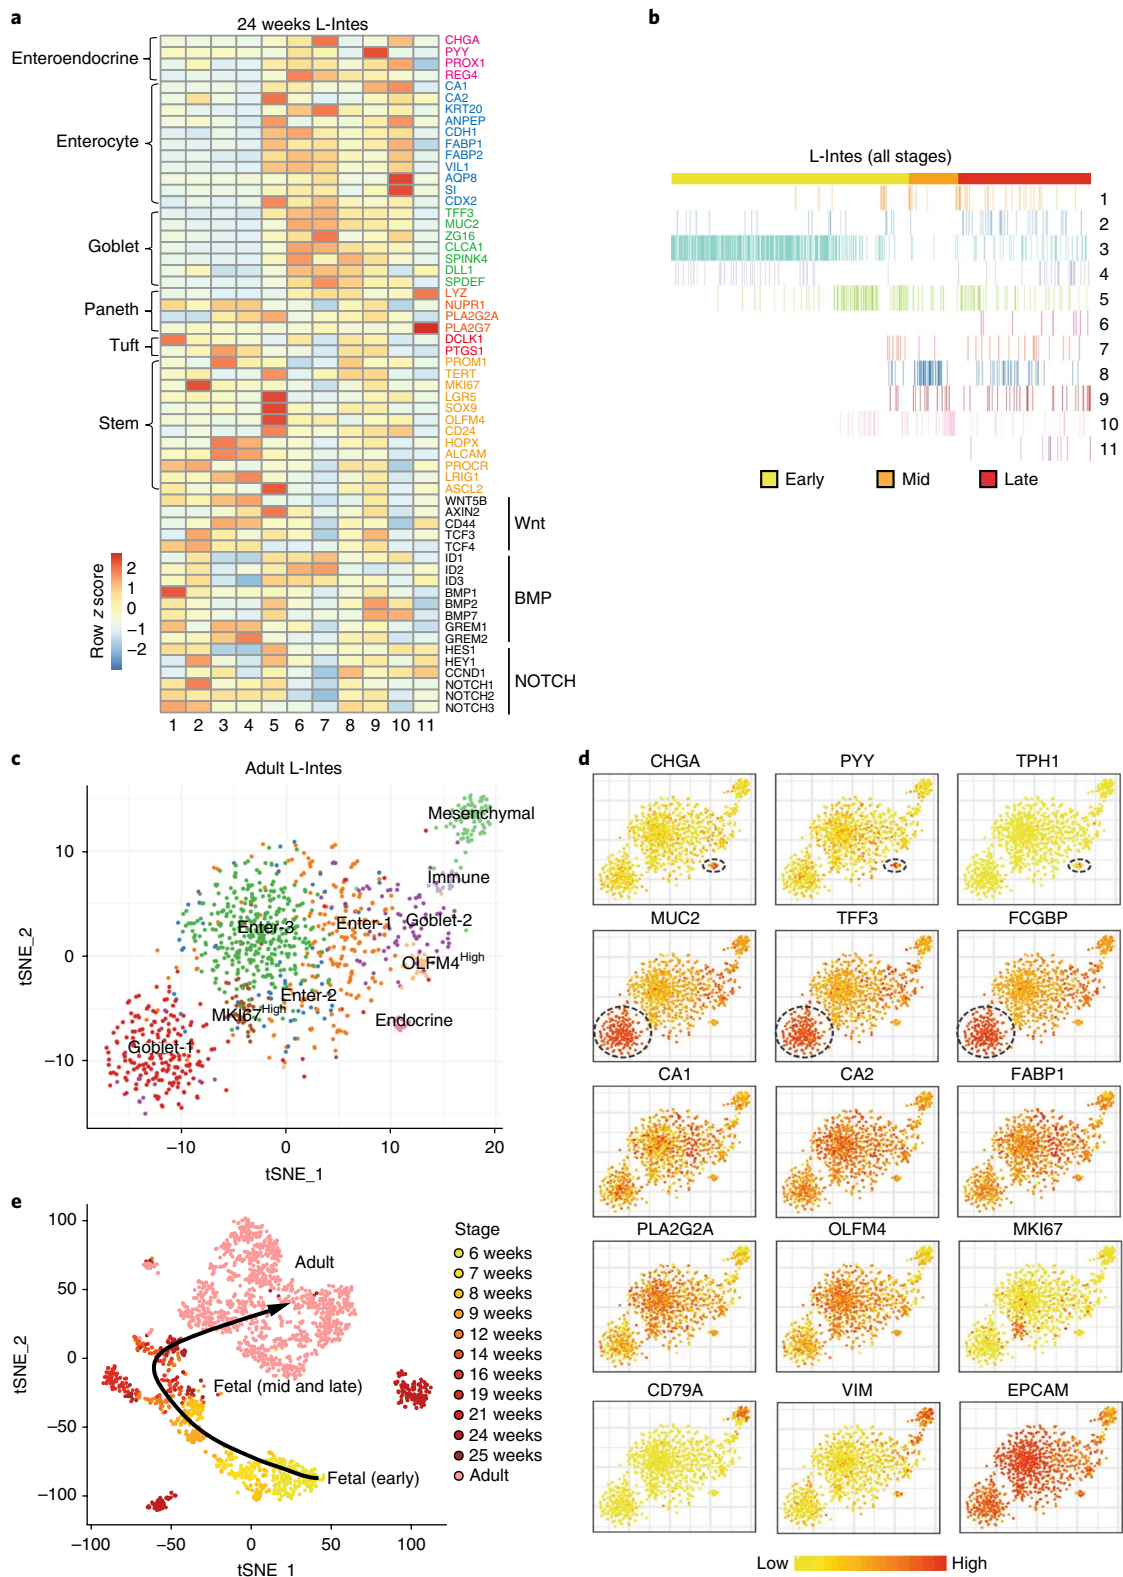 a
24 weeks L-Intes
Enteroendocrine
Enterocyte
Goblet
Paneth
Tuft
Stem
CHGA
PYY
PROX1
REG4
CA1
CA2
KRT20
ANPEP
CDH1
FABP1
FABP2
VIL1
AQP8
SI
CDX2
TFF3
MUC2
ZG16
CLCA1
SPINK4
DLL1
SPDEF
LYZ
NUPR1
PLA2G2A
PLA2G7
DCLK1
PTGS1
PROM1
TERT
MKI67
LGR5
SOX9
OLFM4
CD24
HOPX
ALCAM
PROCR
LRIG1
ASCL2
WNT5B
AXIN2
CD44
TCF3
TCF4
ID1
ID2
ID3
BMP1
BMP2
BMP7
GREM1
GREM2
HES1
HEY1
CCND1
NOTCH1
NOTCH2
NOTCH3
Wnt
BMP
NOTCH
Row z score
2
1
0
−1
−2
1 2 3 4 5 6 7 8 9 10 11
b
L-Intes (all stages)
1
2
3
4
5
6
7
8
9
10
11
Early Mid Late
c
Adult L-Intes
Mesenchymal
Immune
Enter-3
Enter-1
Goblet-2
OLFM4High
Enter-2
MKI67High
Endocrine
Goblet-1
tSNE_2
10
0
−10
−10 0 10 20
tSNE_1
d
CHGA PYY TPH1
MUC2 TFF3 FCGBP
CA1 CA2 FABP1
PLA2G2A OLFM4 MKI67
CD79A VIM EPCAM
Low High
e
tSNE_2
100
50
0
−50
−100
−100 −50 0 50 100
tSNE_1
Adult
Fetal (mid and late)
Fetal (early)
Stage
6 weeks
7 weeks
8 weeks
9 weeks
12 weeks
14 weeks
16 weeks
19 weeks
21 weeks
24 weeks
25 weeks
Adult